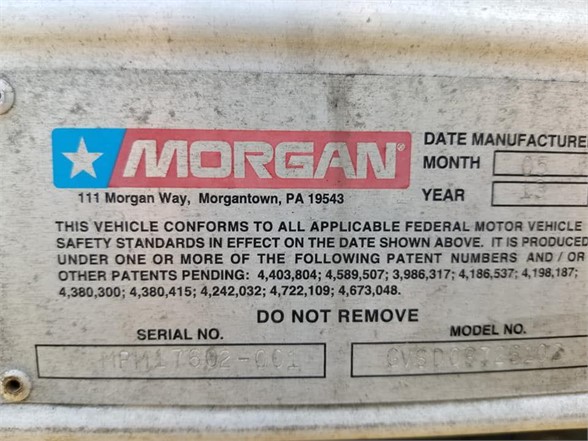 MORGAN®
111 Morgan Way, Morgantown, PA 19543
DATE MANUFACTURE
MONTH 05
YEAR
THIS VEHICLE CONFORMS TO ALL APPLICABLE FEDERAL MOTOR VEHICLE
SAFETY STANDARDS IN EFFECT ON THE DATE SHOWN ABOVE. IT IS PRODUCED
UNDER ONE OR MORE OF THE FOLLOWING PATENT NUMBERS AND / OR
OTHER PATENTS PENDING: 4,403,804; 4,589,507; 3,986,317; 4,186,537; 4,198,187;
4,380,300; 4,380,415; 4,242,032; 4,722,109; 4,673,048.
DO NOT REMOVE
SERIAL NO.
MODEL NO.